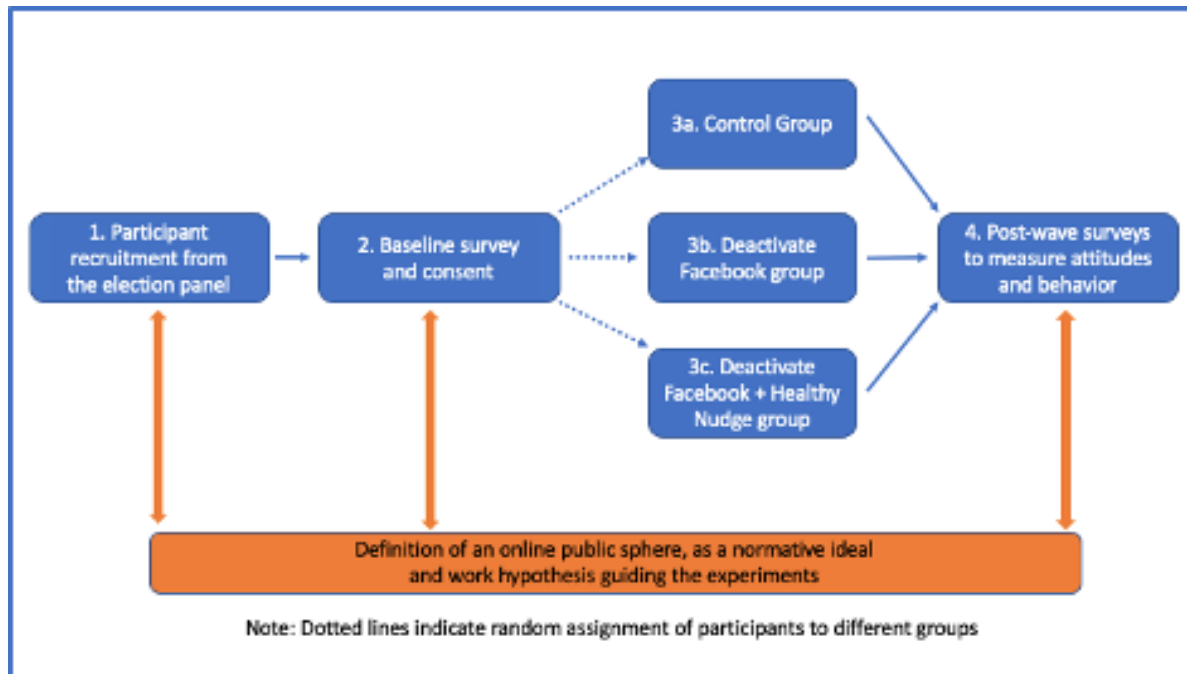 1. Participant
recruitment from
the election panel
2. Baseline survey
and consent
3a. Control Group
3b. Deactivate
Facebook group
3c. Deactivate
Facebook + Healthy
Nudge group
4. Post-wave surveys
to measure attitudes
and behavior
Definition of an online public sphere, as a normative ideal
and work hypothesis guiding the experiments
Note: Dotted lines indicate random assignment of participants to different groups